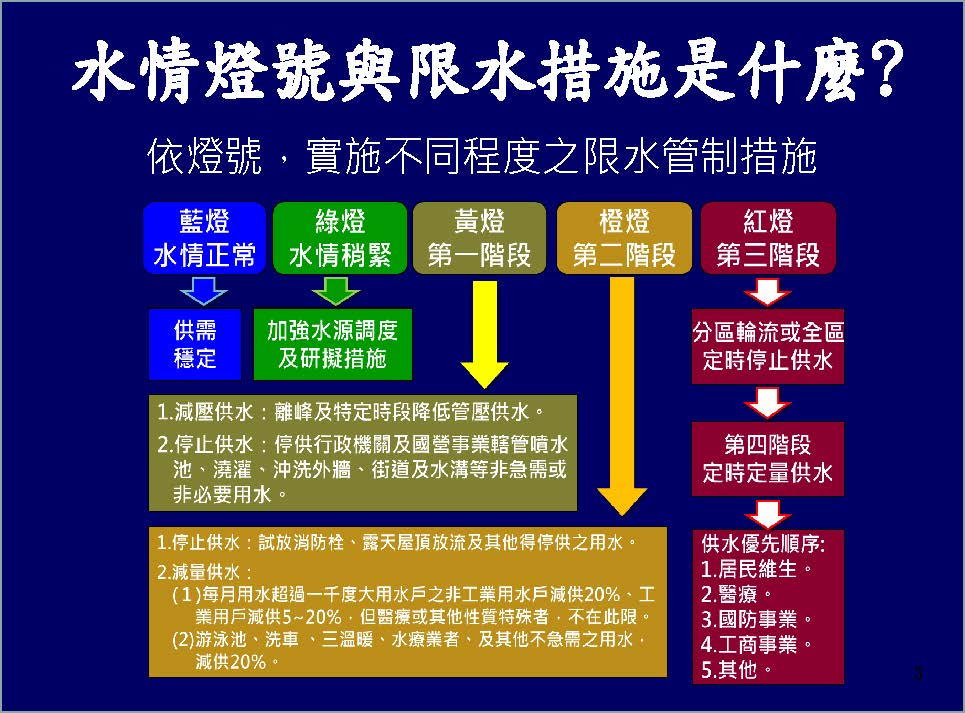 水情燈號與限水措施是什麼?
依燈號，實施不同程度之限水管制措施
藍燈
水情正常
綠燈
水情稍緊
黃燈
第一階段
橙燈
第二階段
紅燈
第三階段
供需
穩定
加強水源調度
及研擬措施
分區輪流或全區
定時停止供水
1.減壓供水：離峰及特定時段降低管壓供水。
2.停止供水：停供行政機關及國營事業轄管噴水
池、澆灌、沖洗外牆、街道及水溝等非急需或
非必要用水。
第四階段
定時定量供水
1.停止供水：試放消防栓、露天屋頂放流及其他得停供之用水。
2.減量供水：
(１)每月用水超過一千度大用水戶之非工業用水戶減供20%、工
業用戶減供5~20%，但醫療或其他性質特殊者，不在此限。
(2)游泳池、洗車 、三溫暖、水療業者、及其他不急需之用水，
減供20%。
供水優先順序:
1.居民維生。
2.醫療。
3.國防事業。
4.工商事業。
5.其他。
3